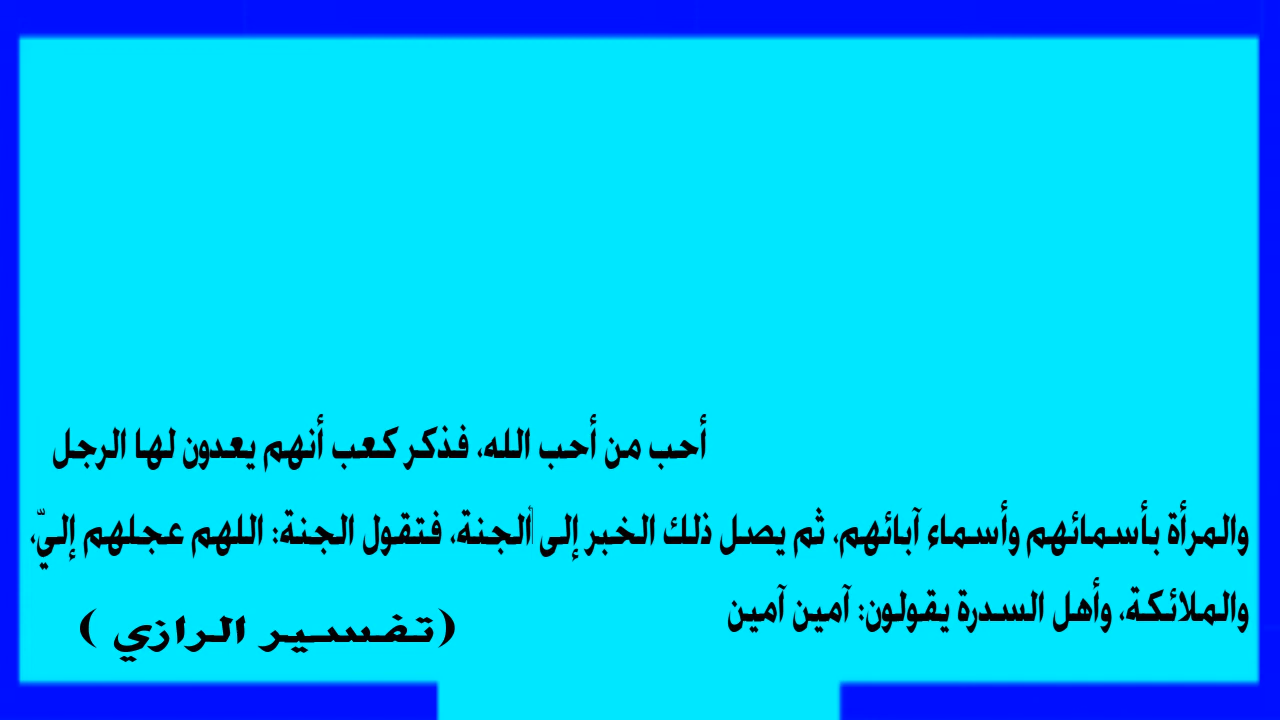 أحب من أحب الله، فذكر كعب أنهم يعدون لها الرجل
والمرأة بأسمائهم وأسماء آبائهم، ثم يصل ذلك الخبر إلى الجنة، فتقول الجنة: اللهم عجلهم إليّ،
والملائكة، وأهل السدرة يقولون: آمين آمين
(تفسير الرازي )